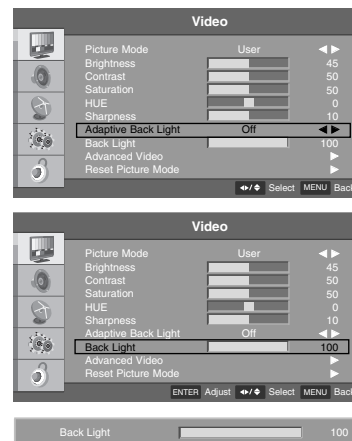 Video
Picture Mode User
Brightness 45
Contrast 50
Saturation 50
HUE 0
Sharpness 10
Adaptive Back Light Off
Back Light 100
Advanced Video
Reset Picture Mode
Select MENU Back
Video
Picture Mode User
Brightness 45
Contrast 50
Saturation 50
HUE 0
Sharpness 10
Adaptive Back Light Off
Back Light 100
Advanced Video
Reset Picture Mode
ENTER Adjust Select MENU Back
Back Light 100